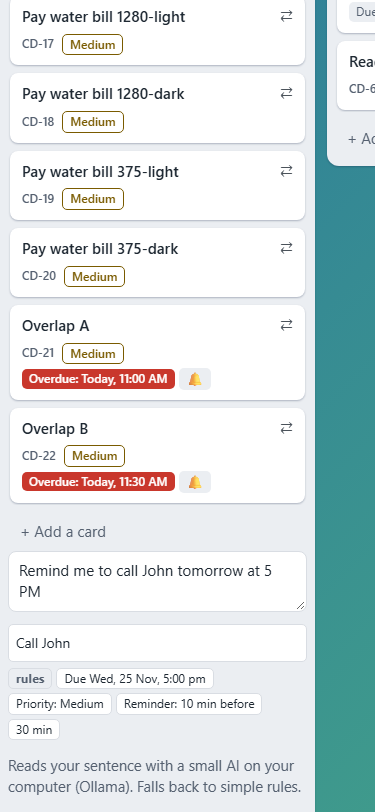 Pay water bill 1280-light
CD-17 Medium
Pay water bill 1280-dark
CD-18 Medium
Pay water bill 375-light
CD-19 Medium
Pay water bill 375-dark
CD-20 Medium
Overlap A
CD-21 Medium
Overdue: Today, 11:00 AM
Overlap B
CD-22 Medium
Overdue: Today, 11:30 AM
+ Add a card
Remind me to call John tomorrow at 5
PM
Call John
rules Due Wed, 25 Nov, 5:00 pm
Priority: Medium Reminder: 10 min before
30 min
Reads your sentence with a small AI on your
computer (Ollama). Falls back to simple rules.